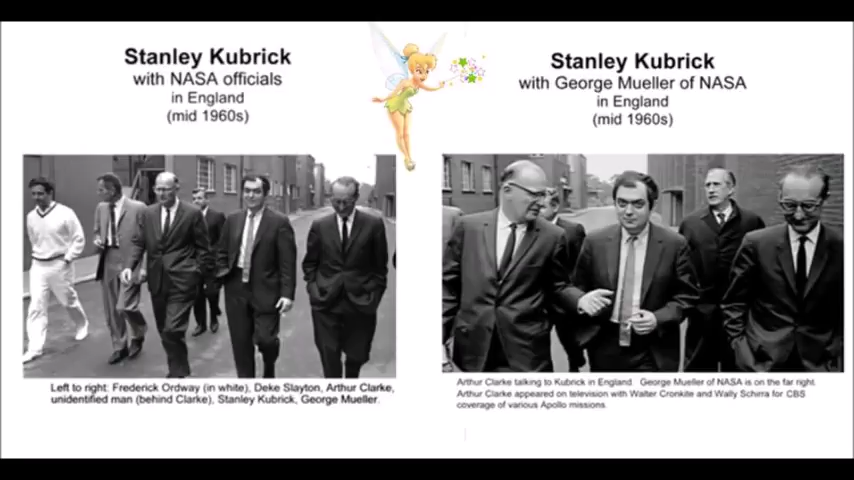 Stanley Kubrick
with NASA officials
in England
(mid 1960s)
Left to right: Frederick Ordway (in white), Deke Slayton, Arthur Clarke,
unidentified man (behind Clarke), Stanley Kubrick, George Mueller.
Stanley Kubrick
with George Mueller of NASA
in England
(mid 1960s)
Arthur Clarke talking to Kubrick in England. George Mueller of NASA is on the far right.
Arthur Clarke appeared on television with Walter Cronkite and Wally Schirra for CBS
coverage of various Apollo missions.